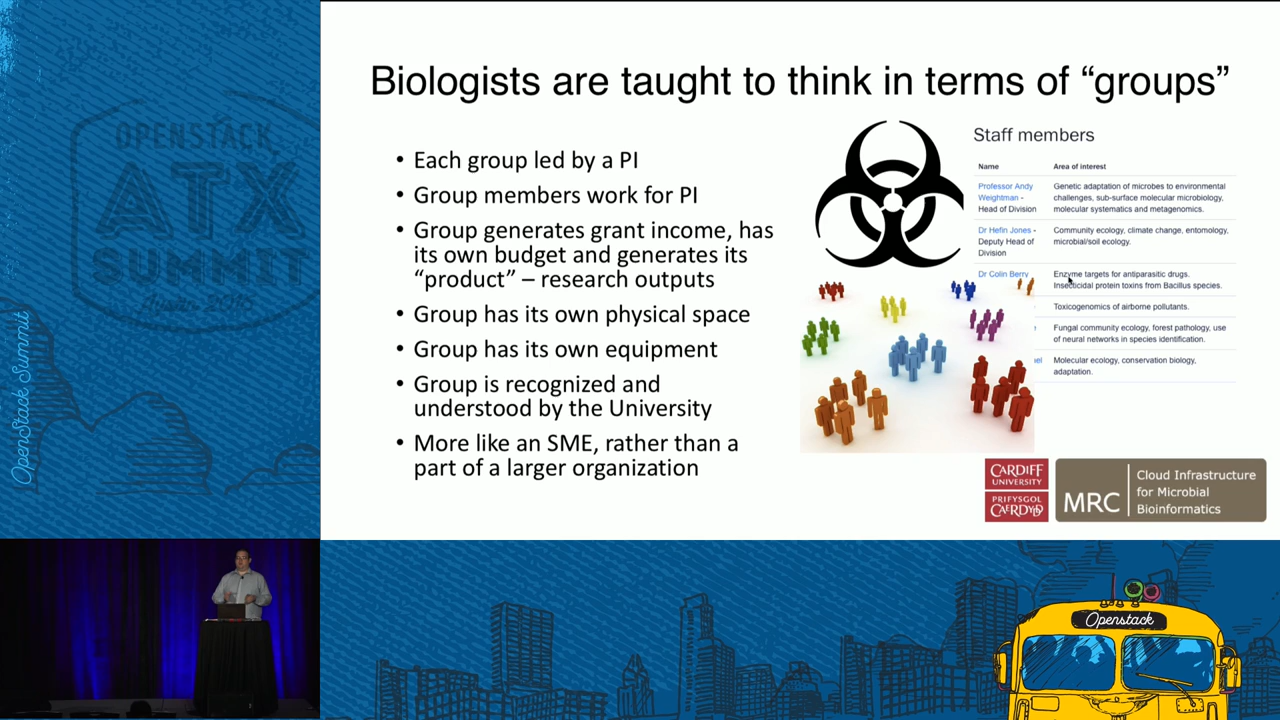 OPENSTACK
ATX
SUMMIT
OpenStack Summit
Biologists are taught to think in terms of “groups”
• Each group led by a PI
• Group members work for PI
• Group generates grant income, has
its own budget and generates its
“product” – research outputs
• Group has its own physical space
• Group has its own equipment
• Group is recognized and
understood by the University
• More like an SME, rather than a
part of a larger organization
Staff members
Name Area of interest
Professor Andy
Weightman -
Head of Division
Genetic adaptation of microbes to environmental
challenges, sub-surface molecular microbiology,
molecular systematics and metagenomics.
Dr Hefin Jones -
Deputy Head of
Division
Community ecology, climate change, entomology,
microbial/soil ecology.
Dr Colin Berry
Enzyme targets for antiparasitic drugs.
Insecticidal protein toxins from Bacillus species.
Toxicogenomics of airborne pollutants.
Fungal community ecology, forest pathology, use
of neural networks in species identification.
Molecular ecology, conservation biology,
adaptation.
CARDIFF
UNIVERSITY
PRIFYSGOL
CAERDYDD
MRC
Cloud Infrastructure
for Microbial
Bioinformatics
Openstack